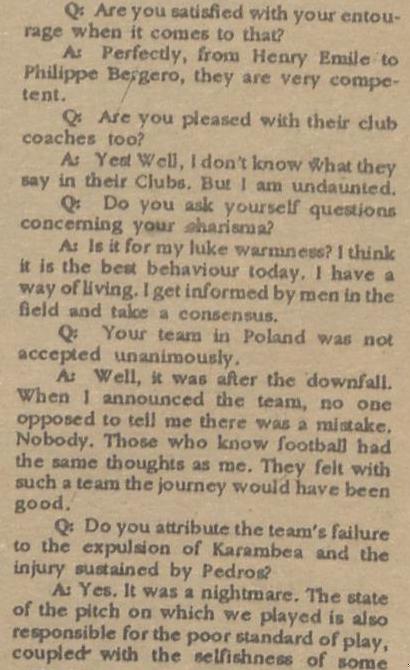 Q: Are you satisfied with your entou-
rage when it comes to that?
A: Perfectly, from Henry Emile to
Philippe Bergero, they are very compe-
tent.
Q: Are you pleased with their club
coaches too?
A: Yes! Well, I don't know what they
say in their Clubs. But I am undaunted.
Q: Do you ask yourself questions
concerning your charisma?
A: Is it for my luke warmness? I think
it is the best behaviour today. I have a
way of living. I get informed by men in the
field and take a consensus.
Q: Your team in Poland was not
accepted unanimously.
A: Well, it was after the downfall.
When I announced the team, no one
opposed to tell me there was a mistake.
Nobody. Those who know football had
the same thoughts as me. They felt with
such a team the journey would have been
good.
Q: Do you attribute the team's failure
to the expulsion of Karambea and the
injury sustained by Pedros?
A: Yes. It was a nightmare. The state
of the pitch on which we played is also
responsible for the poor standard of play,
coupled with the selfishness of some